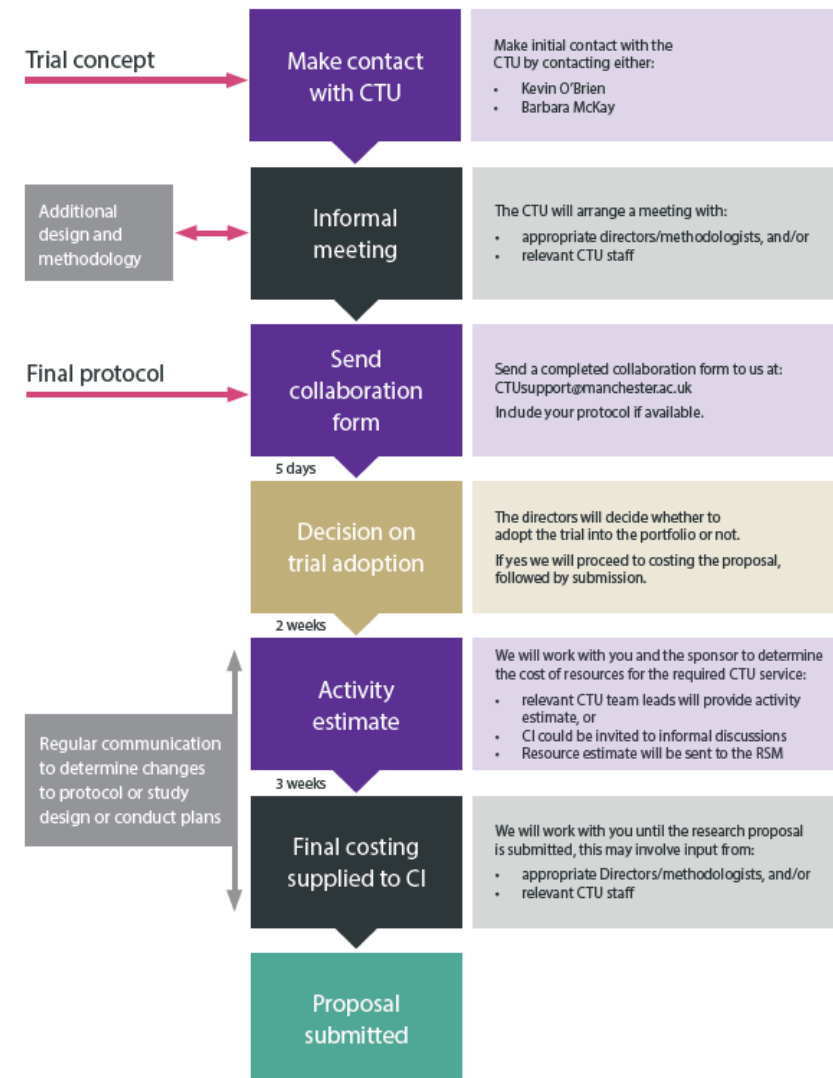 Trial concept
Make contact
with CTU
Make initial contact with the
CTU by contacting either:
• Kevin O'Brien
• Barbara McKay
Additional
design and
methodology
Informal
meeting
The CTU will arrange a meeting with:
• appropriate directors/methodologists, and/or
• relevant CTU staff
Final protocol
Send
collaboration
form
Send a completed collaboration form to us at:
CTUsupport@manchester.ac.uk
Include your protocol if available.
5 days
Decision on
trial adoption
The directors will decide whether to
adopt the trial into the portfolio or not.
If yes we will proceed to costing the proposal,
followed by submission.
2 weeks
Activity
estimate
We will work with you and the sponsor to determine
the cost of resources for the required CTU service:
• relevant CTU team leads will provide activity
estimate, or
• CI could be invited to informal discussions
• Resource estimate will be sent to the RSM
Regular communication
to determine changes
to protocol or study
design or conduct plans
3 weeks
Final costing
supplied to CI
We will work with you until the research proposal
is submitted, this may involve input from:
• appropriate Directors/methodologists, and/or
• relevant CTU staff
Proposal
submitted